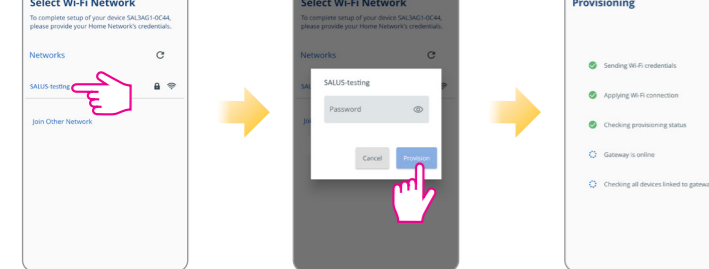 Select Wi-Fi Network
To complete setup of your device SAL3AG1-0C44,
please provide your Home Network's credentials.
Networks
SALUS-testing
Join Other Network
Select Wi-Fi Network
To complete setup of your device SAL3AG1-0C44,
please provide your Home Network's credentials.
Networks
SAL
SALUS-testing
Password
Joi
Cancel
Provision
Provisioning
Sending Wi-Fi credentials
Applying Wi-Fi connection
Checking provisioning status
Gateway is online
Checking all devices linked to gatewa